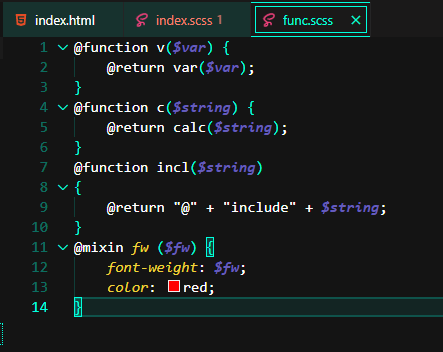 index.html index.scss 1 func.scss
1 @function v($var) {
2 @return var($var);
3 }
4 @function c($string) {
5 @return calc($string);
6 }
7 @function incl($string)
8 {
9 @return "@" + "include" + $string;
10 }
11 @mixin fw ($fw) {
12 font-weight: $fw;
13 color: red;
14 }